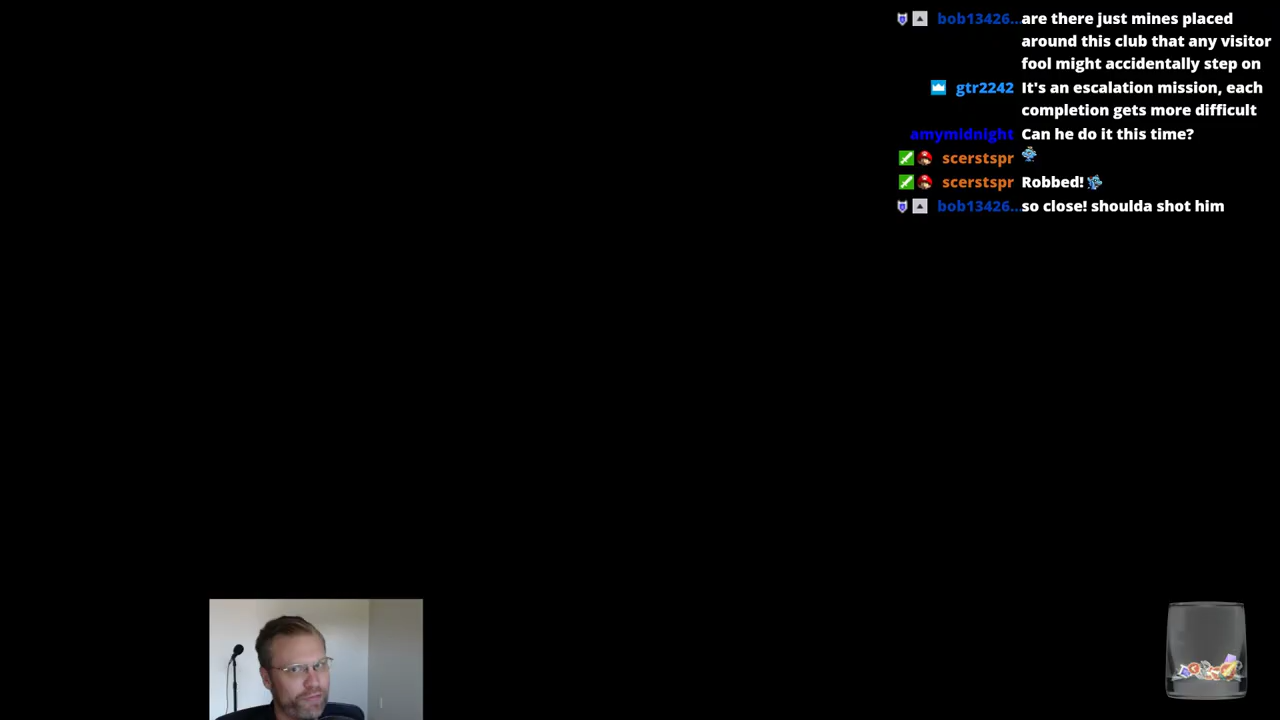 bob13426... are there just mines placed
around this club that any visitor
fool might accidentally step on
gtr2242 It's an escalation mission, each
completion gets more difficult
amymidnight Can he do it this time?
scerstspr
scerstspr Robbed!
bob13426... so close! shoulda shot him